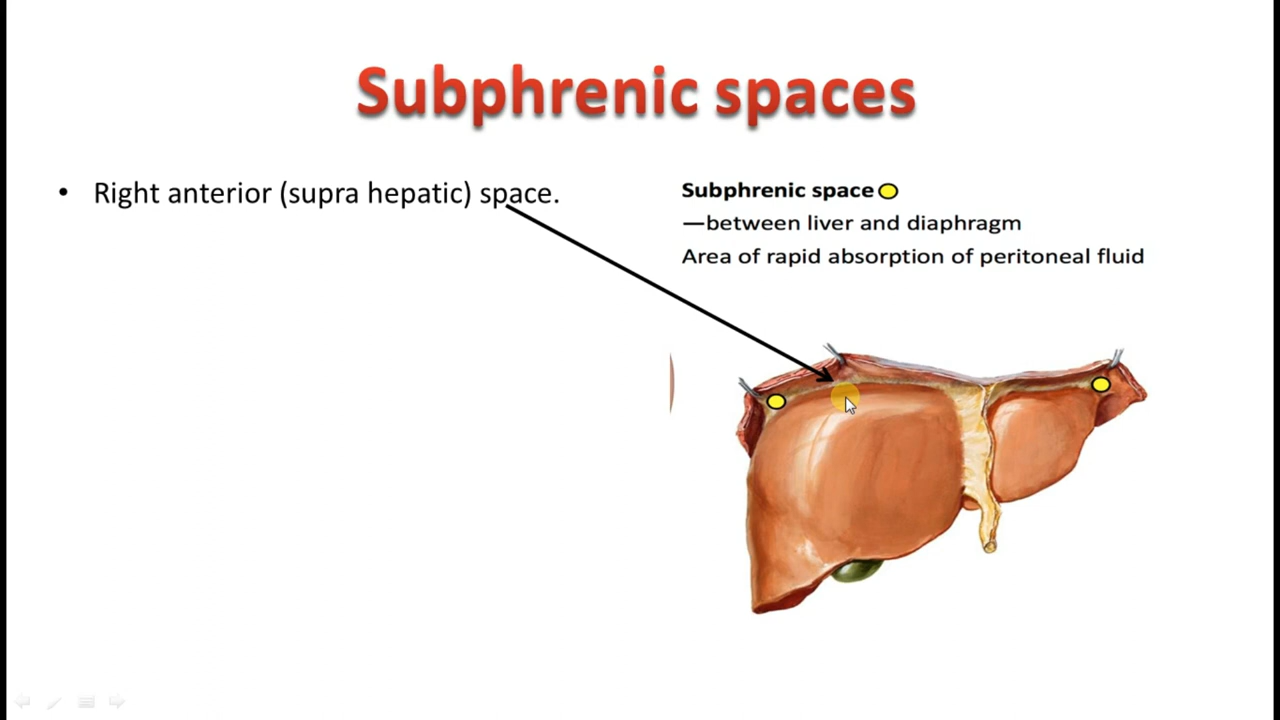 Subphrenic spaces
• Right anterior (supra hepatic) space.
Subphrenic space
—between liver and diaphragm
Area of rapid absorption of peritoneal fluid